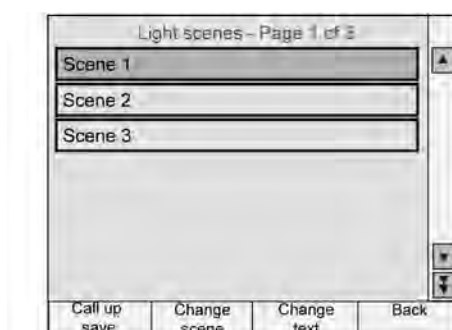 Light scenes - Page 1 of 3
Scene 1
Scene 2
Scene 3
Call up Change Change Back
save scene text